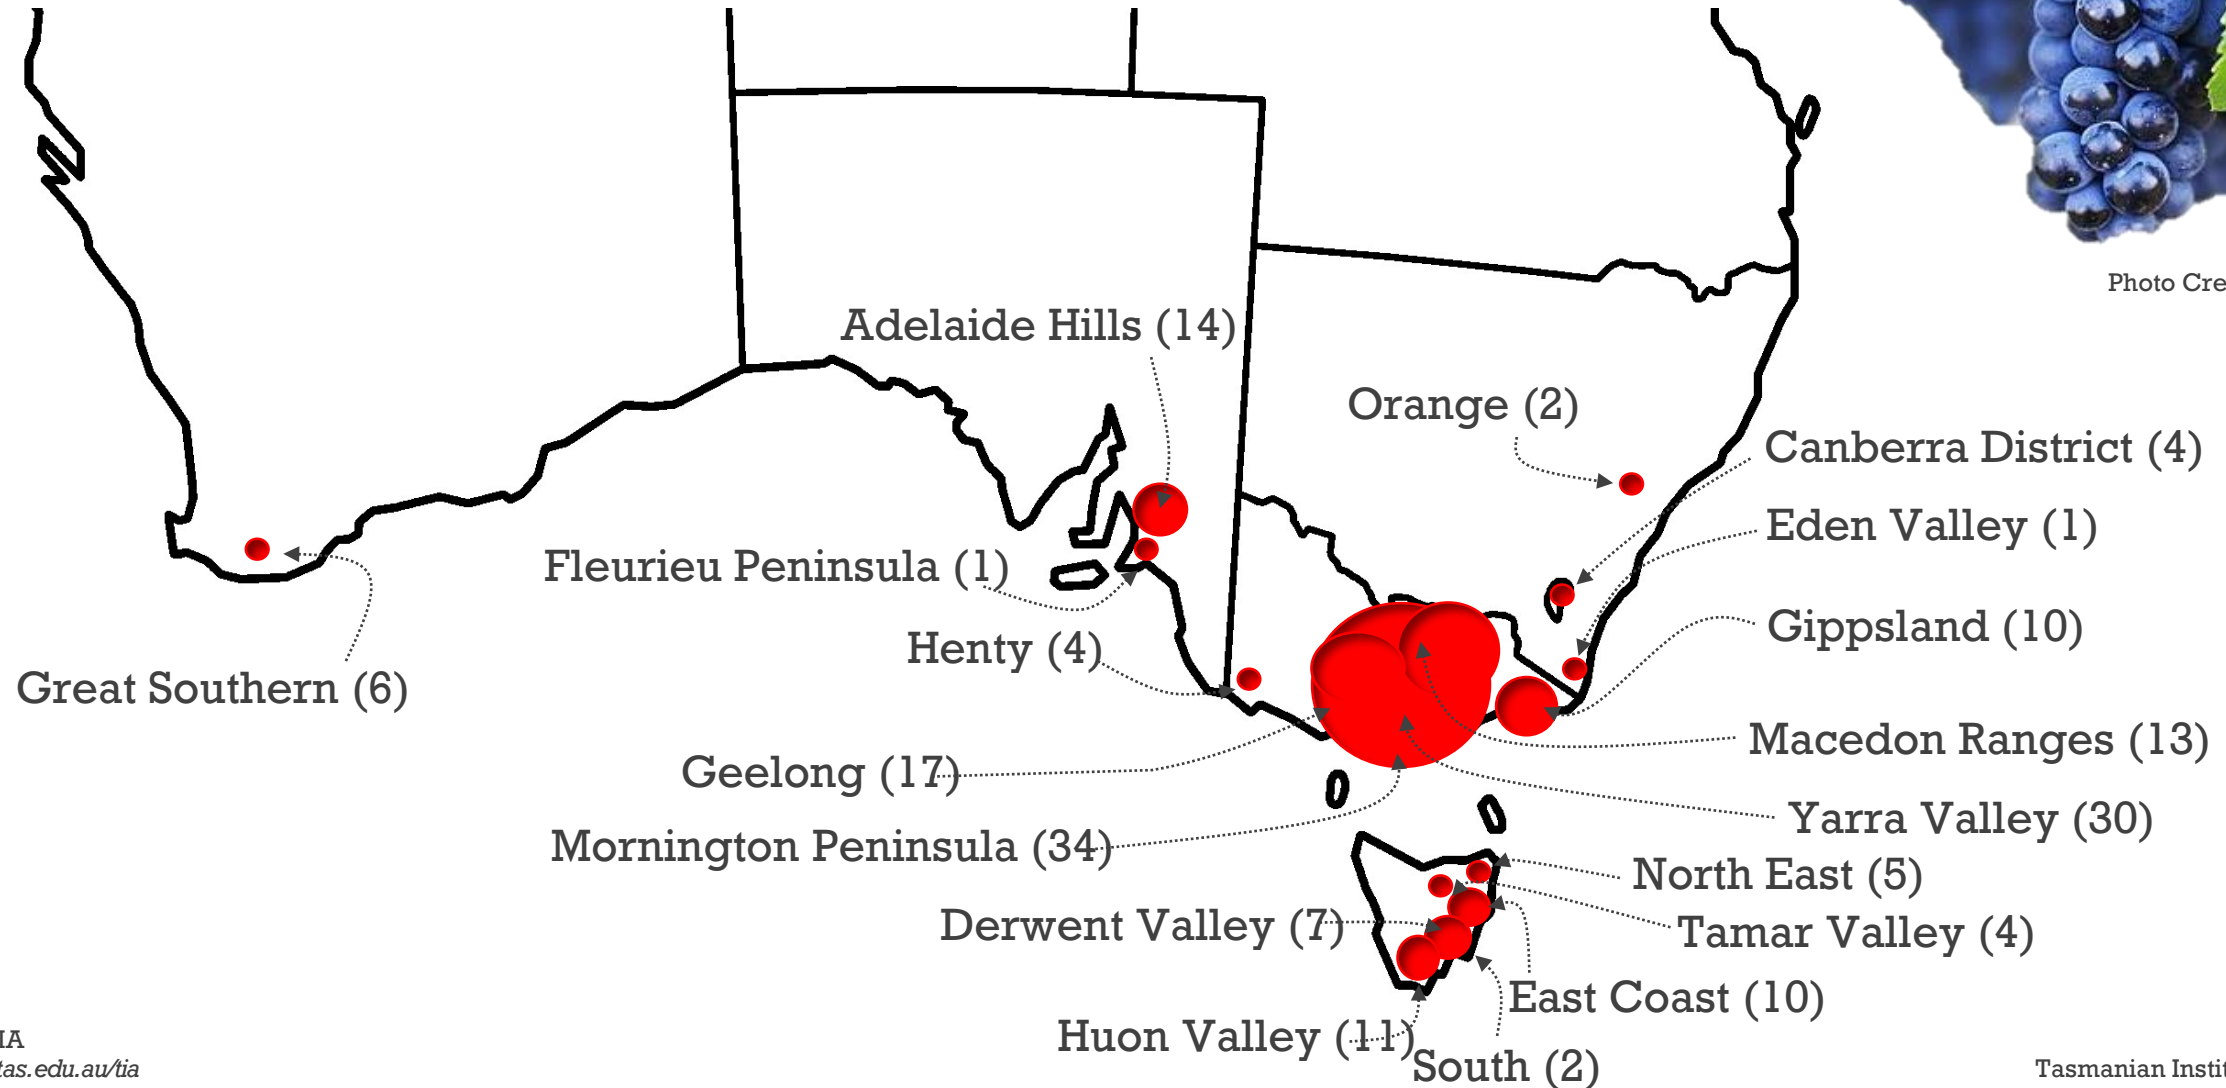 Photo Cre
Adelaide Hills (14)
Orange (2)
Canberra District (4)
Eden Valley (1)
Fleurieu Peninsula (1)
Gippsland (10)
Henty (4)
Great Southern (6)
Macedon Ranges (13)
Geelong (17)
Yarra Valley (30)
Mornington Peninsula (34)
North East (5)
Derwent Valley (7)
Tamar Valley (4)
East Coast (10)
Huon Valley (11)
South (2)
IA
tas.edu.au/tia
Tasmanian Instit